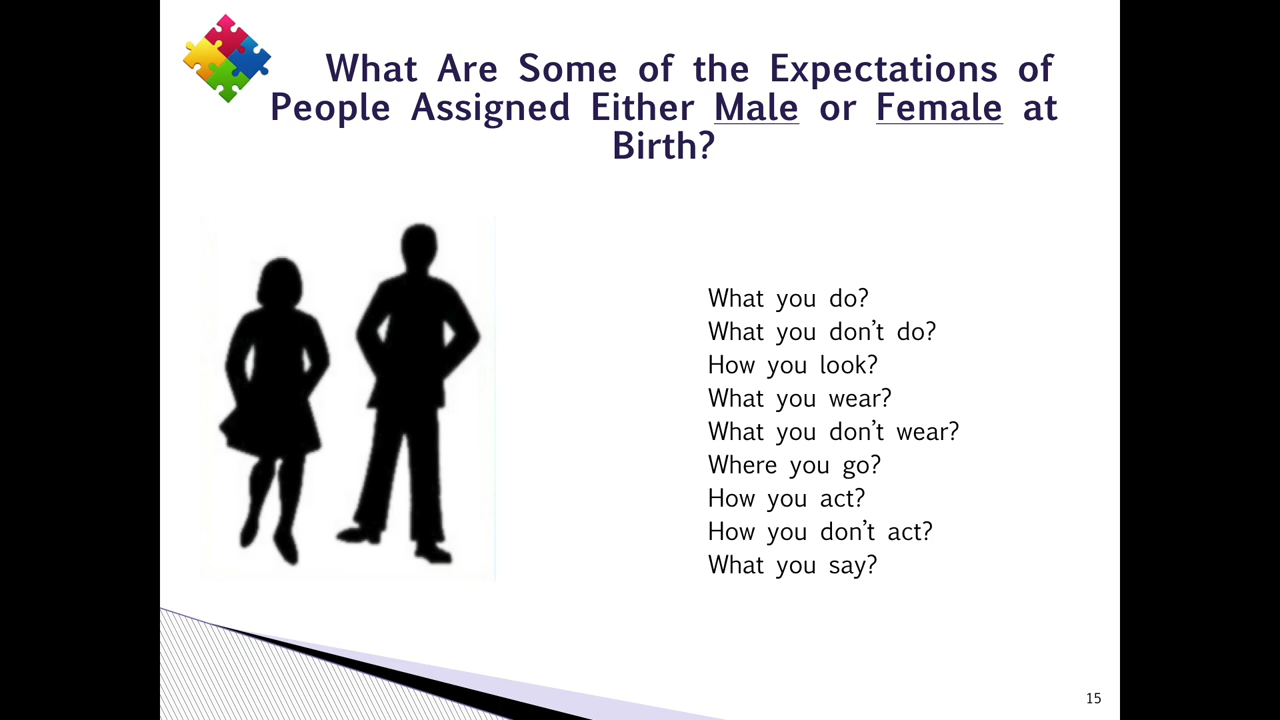 What Are Some of the Expectations of
People Assigned Either Male or Female at
Birth?
What you do?
What you don’t do?
How you look?
What you wear?
What you don’t wear?
Where you go?
How you act?
How you don’t act?
What you say?
15